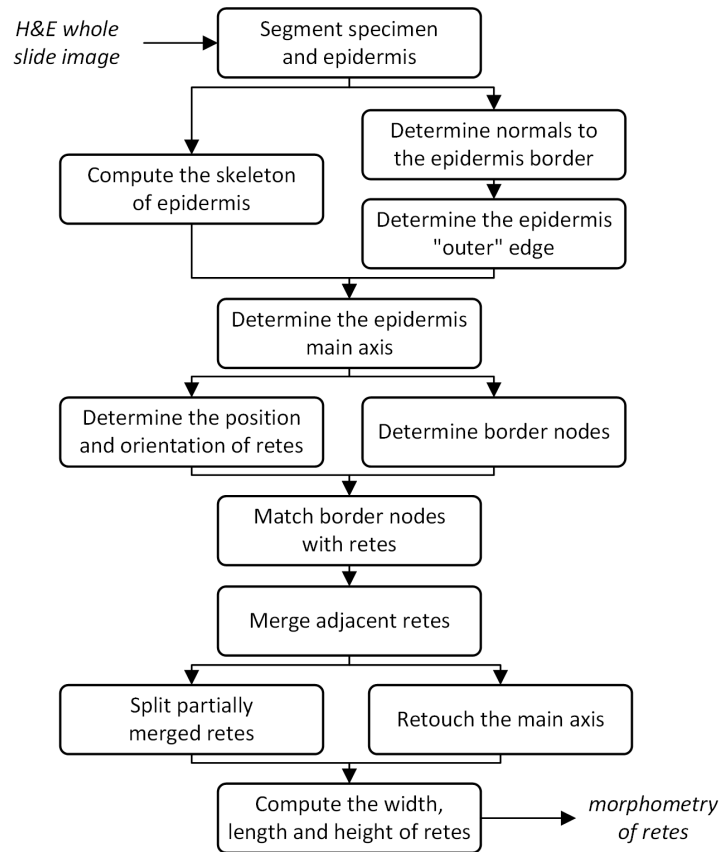 H&E whole
slide image
Segment specimen
and epidermis
Determine normals to
the epidermis border
Compute the skeleton
of epidermis
Determine the epidermis
"outer" edge
Determine the epidermis
main axis
Determine the position
and orientation of retes
Determine border nodes
Match border nodes
with retes
Merge adjacent retes
Split partially
merged retes
Retouch the main axis
Compute the width,
length and height of retes
morphometry
of retes